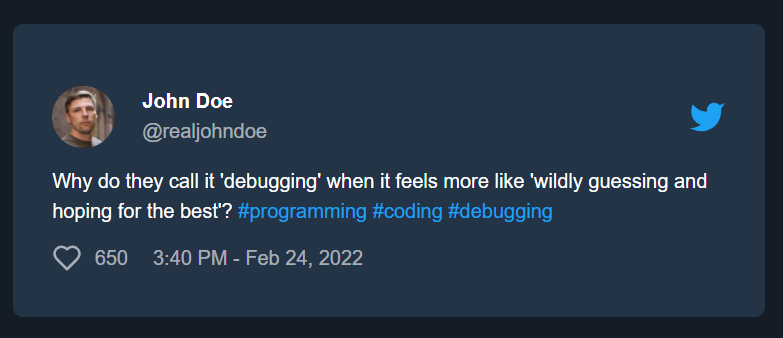 John Doe
@realjohndoe
Why do they call it 'debugging' when it feels more like 'wildly guessing and
hoping for the best'? #programming #coding #debugging
650 3:40 PM - Feb 24, 2022